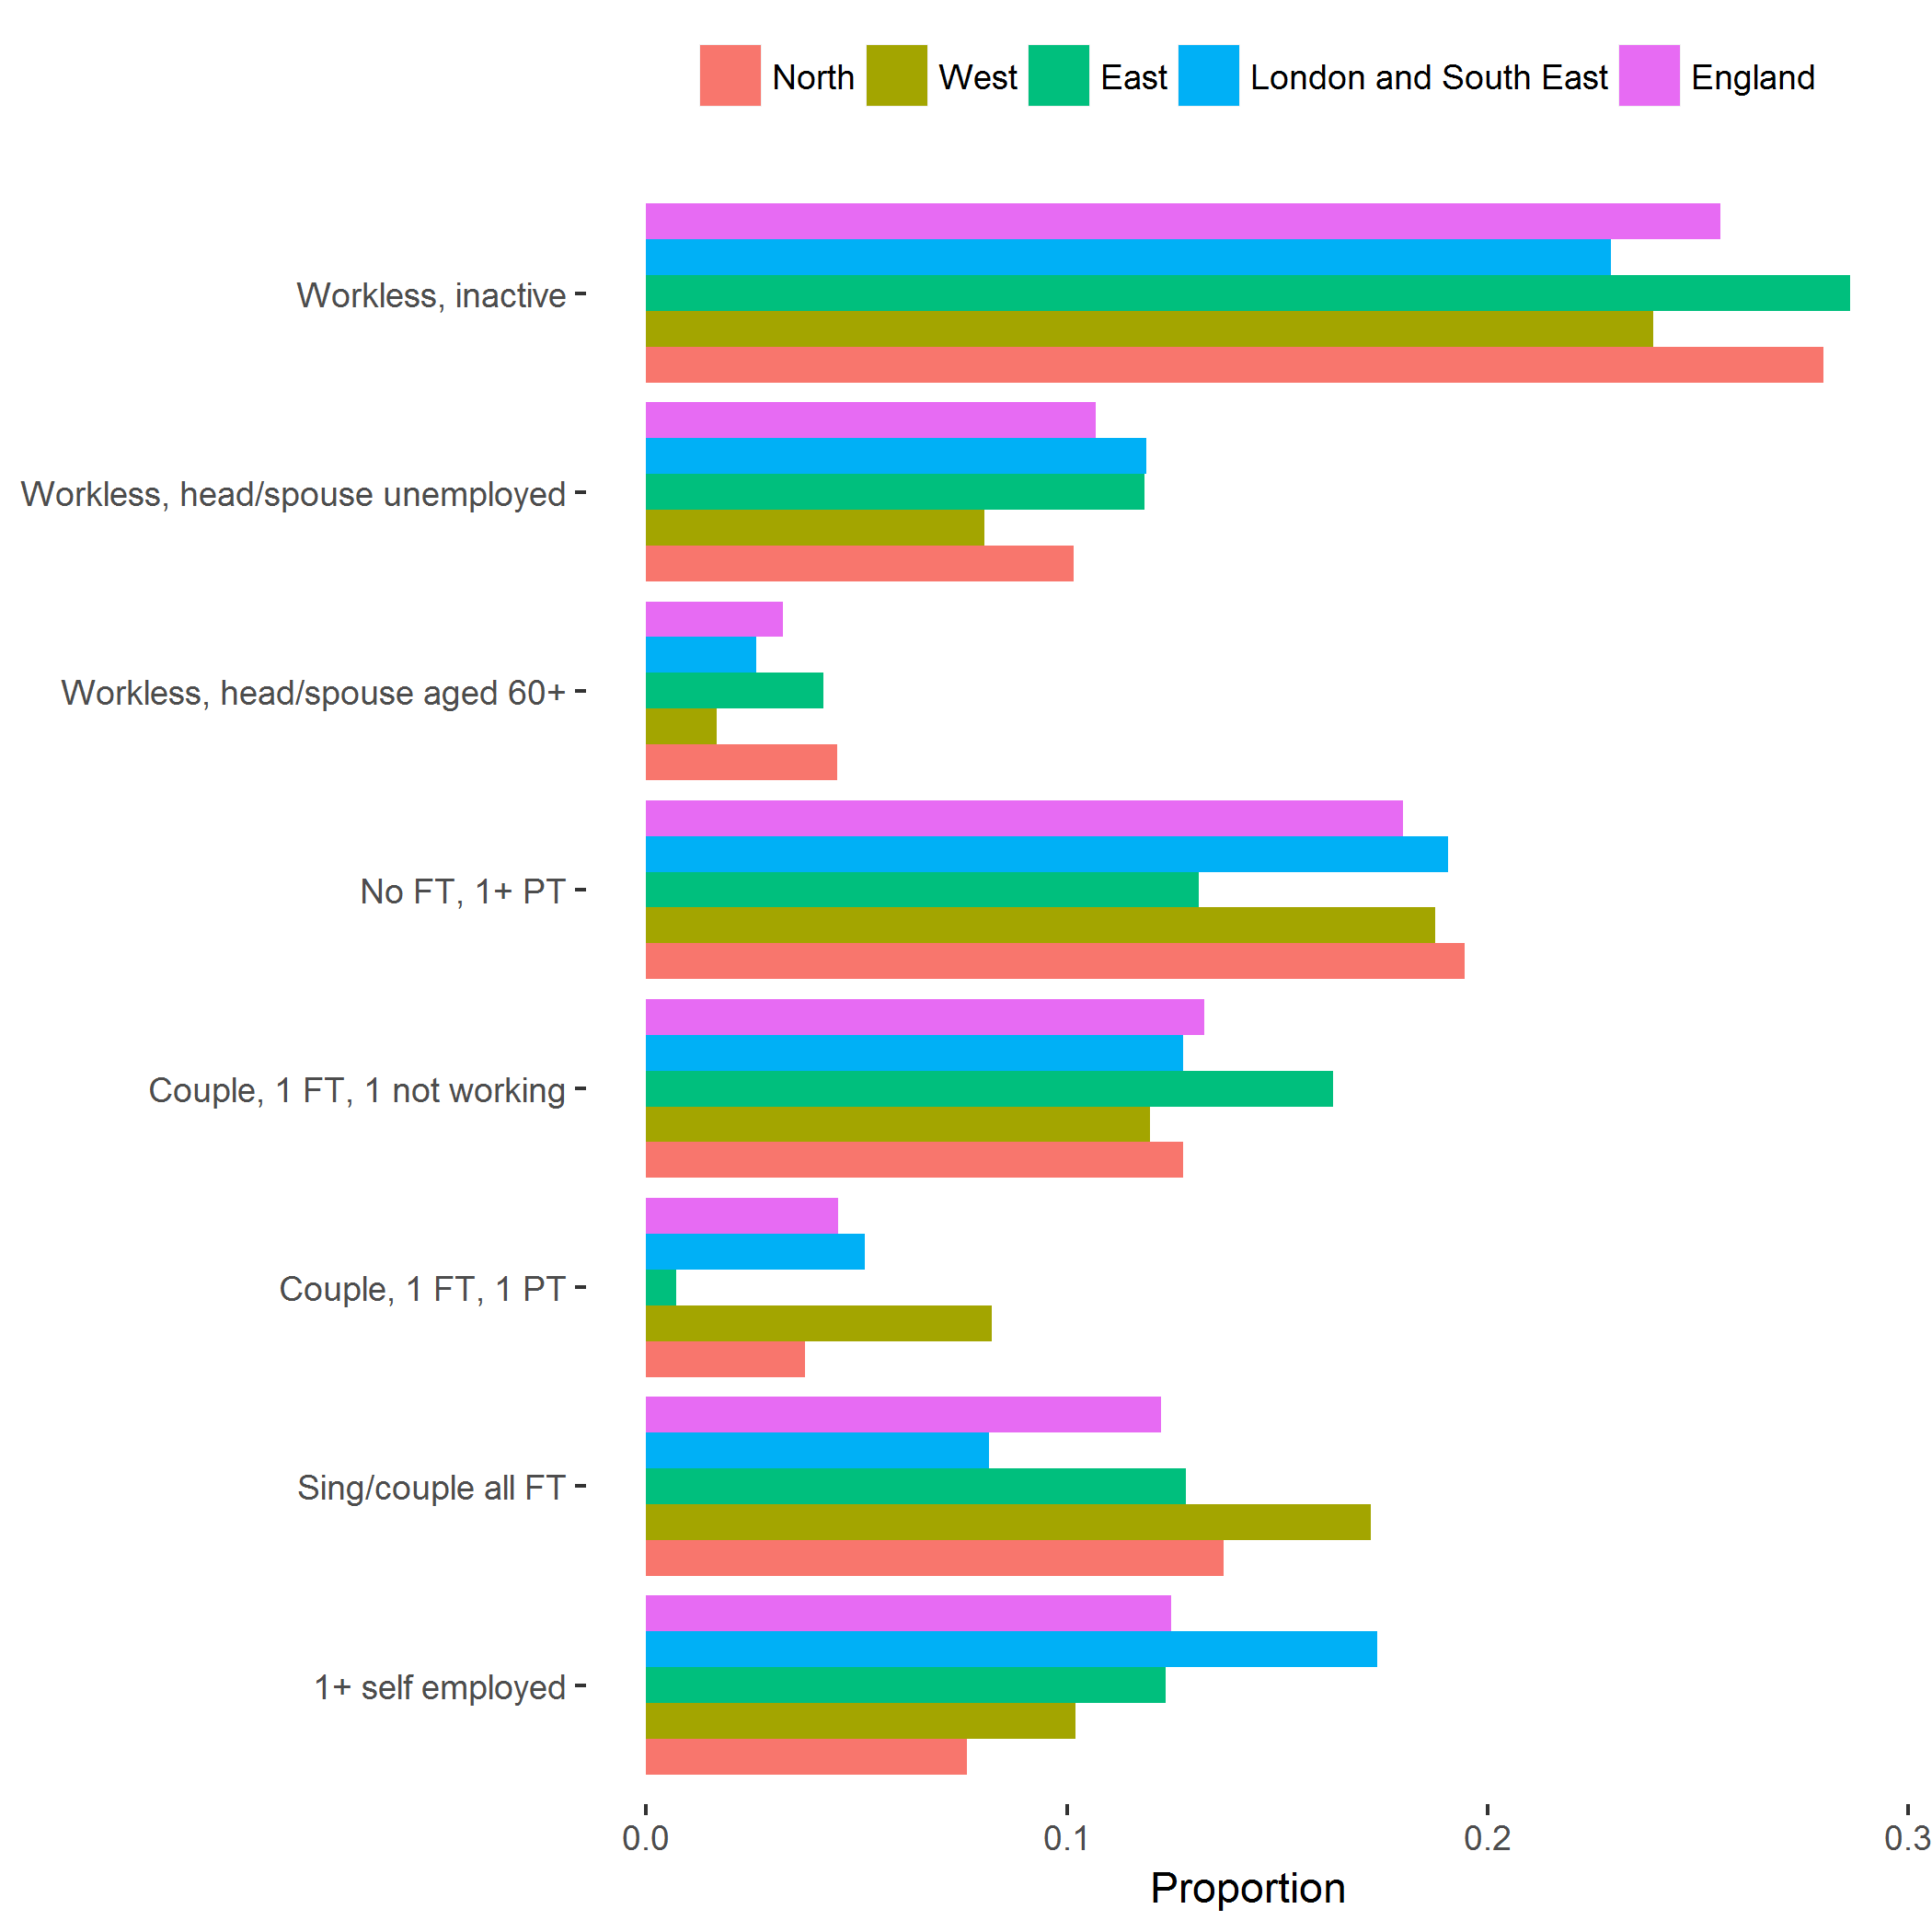 North West East London and South East England
Workless, inactive
Workless, head/spouse unemployed
Workless, head/spouse aged 60+
No FT, 1+ PT
Couple, 1 FT, 1 not working
Couple, 1 FT, 1 PT
Sing/couple all FT
1+ self employed
0.0 0.1 0.2 0.3
Proportion